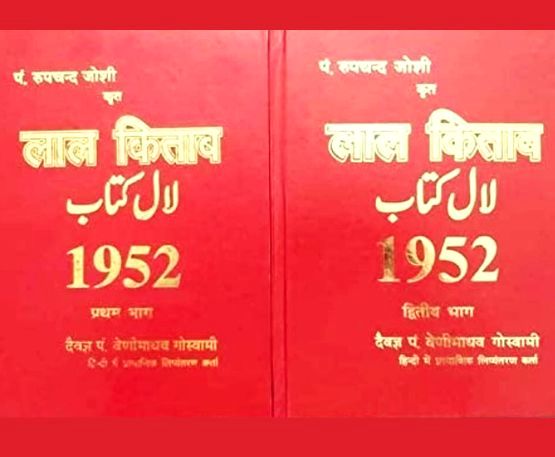 पं. रुपचन्द जोशी
कृत
लाल किताब
لال کتاب
1952
प्रथम भाग
दैवज्ञ पं. वेणीमाधव गोस्वामी
हिन्दी में प्रामाणिक लिप्यंतरण कर्ता
पं. रुपचन्द जोशी
कृत
लाल किताब
لال کتاب
1952
द्वितीय भाग
दैवज्ञ पं. वेणीमाधव गोस्वामी
हिन्दी में प्रामाणिक लिप्यंतरण कर्ता